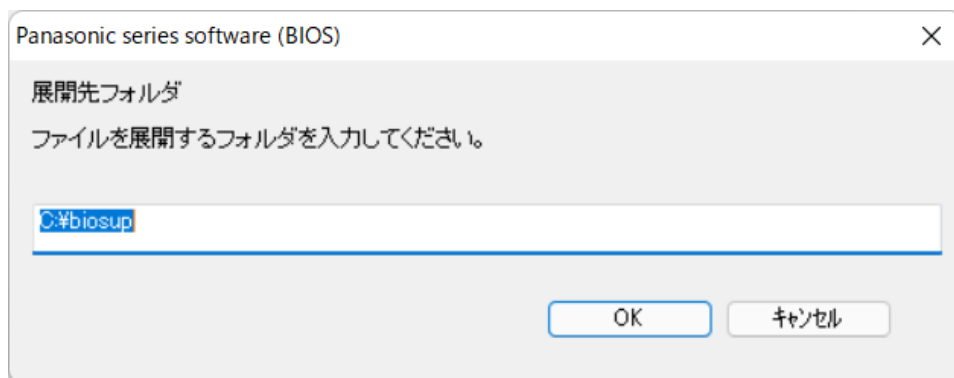 Panasonic series software (BIOS)
展開先フォルダ
ファイルを展開するフォルダを入力してください。
C:¥biosup
OK
キャンセル